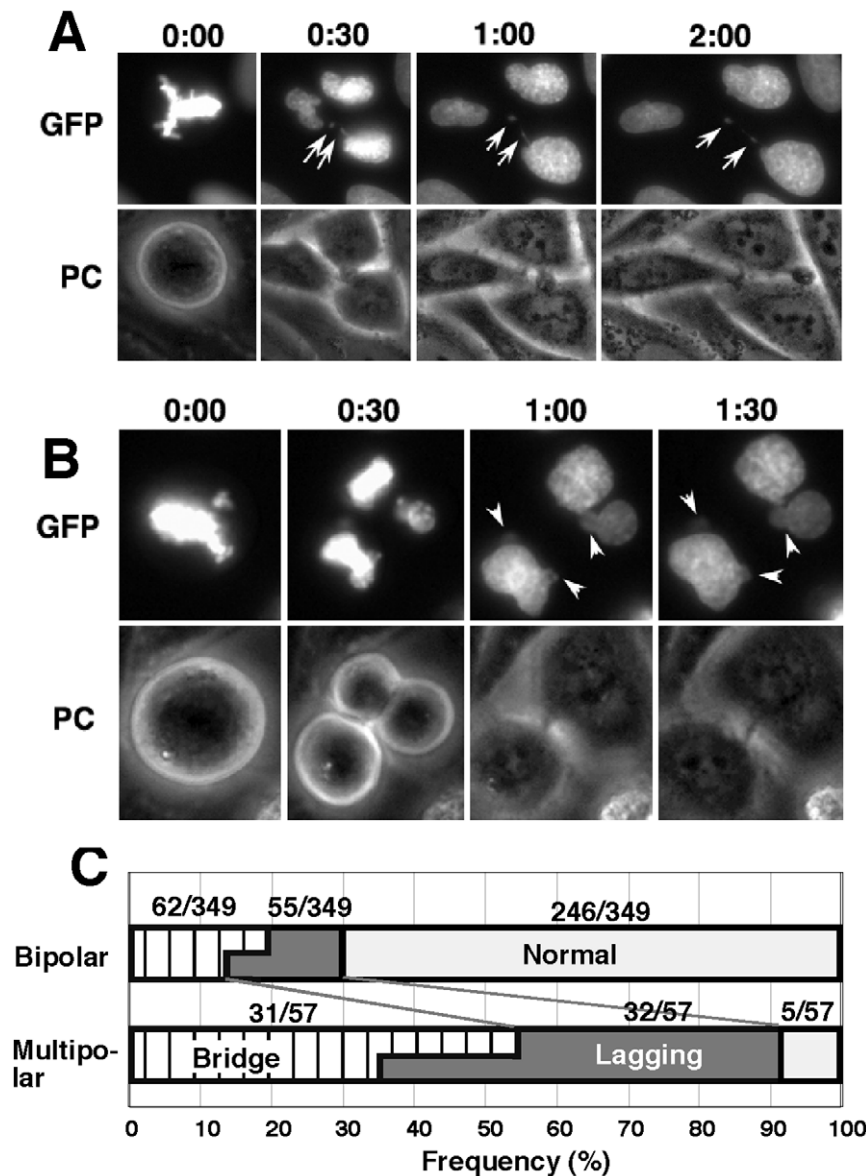 A
0:00 0:30 1:00 2:00
GFP
PC
B
0:00 0:30 1:00 1:30
GFP
PC
C
62/349 55/349 246/349
Bipolar
Normal
31/57 32/57 5/57
Multipo-
lar
Bridge Lagging
0 10 20 30 40 50 60 70 80 90 100
Frequency (%)